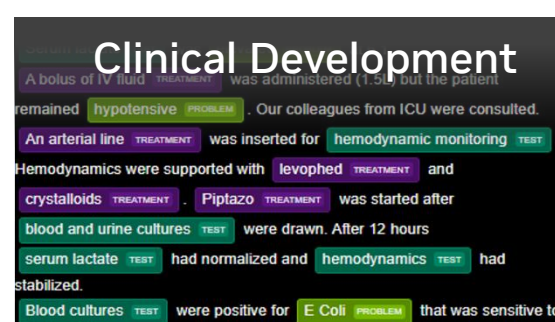 Clinical Development
A bolus of IV fluid TREATMENT was administered (1.5L) but the patient
remained hypotensive PROBLEM . Our colleagues from ICU were consulted.
An arterial line TREATMENT was inserted for hemodynamic monitoring TEST
Hemodynamics were supported with levophed TREATMENT and
crystalloids TREATMENT . Piptazo TREATMENT was started after
blood and urine cultures TEST were drawn. After 12 hours
serum lactate TEST had normalized and hemodynamics TEST had
stabilized.
Blood cultures TEST were positive for E Coli PROBLEM that was sensitive to